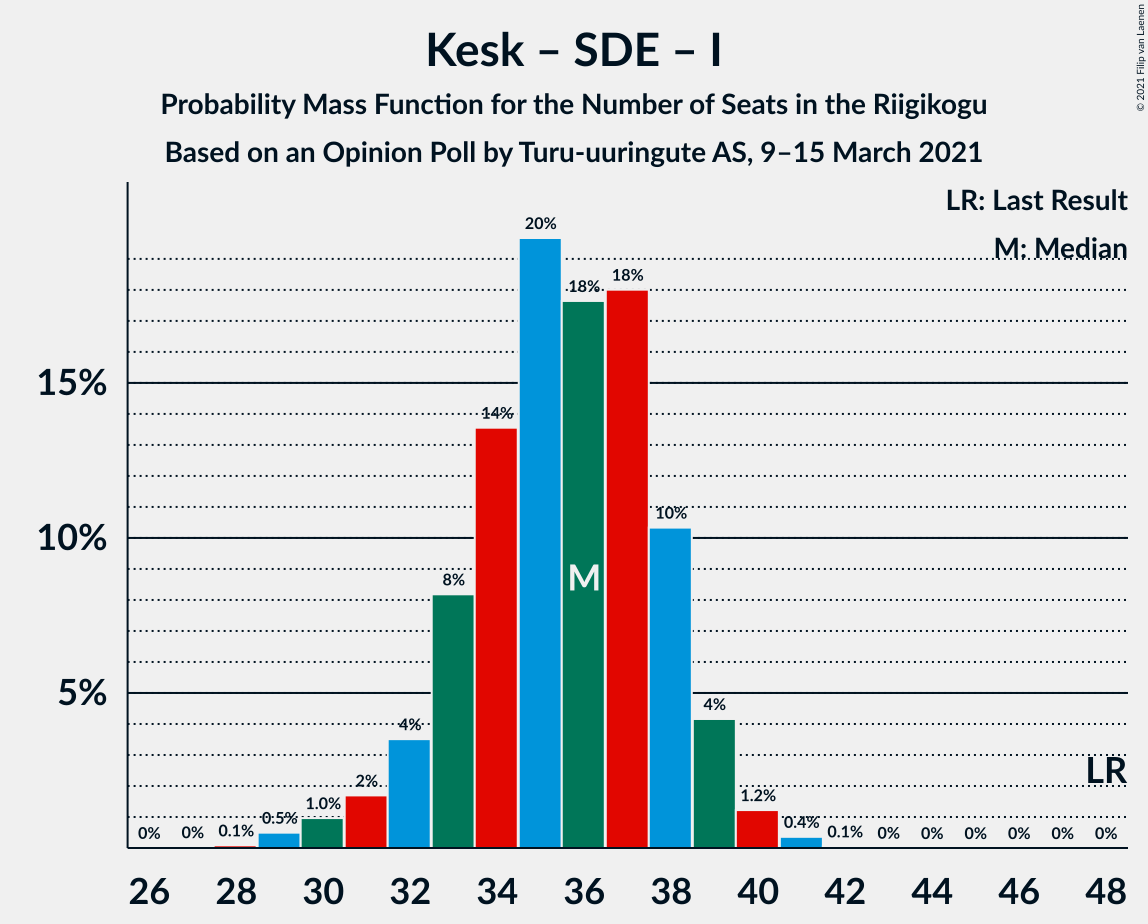 Kesk – SDE – I
Probability Mass Function for the Number of Seats in the Riigikogu
Based on an Opinion Poll by Turu-uuringute AS, 9–15 March 2021
© 2021 Filip van Laenen
LR: Last Result
M: Median
15%
10%
5%
0%
0%
0.1%
0.5%
1.0%
2%
4%
8%
14%
20%
18%
18%
10%
4%
1.2%
0.4%
0.1%
0%
0%
0%
0%
0%
0%
M
LR
26 28 30 32 34 36 38 40 42 44 46 48